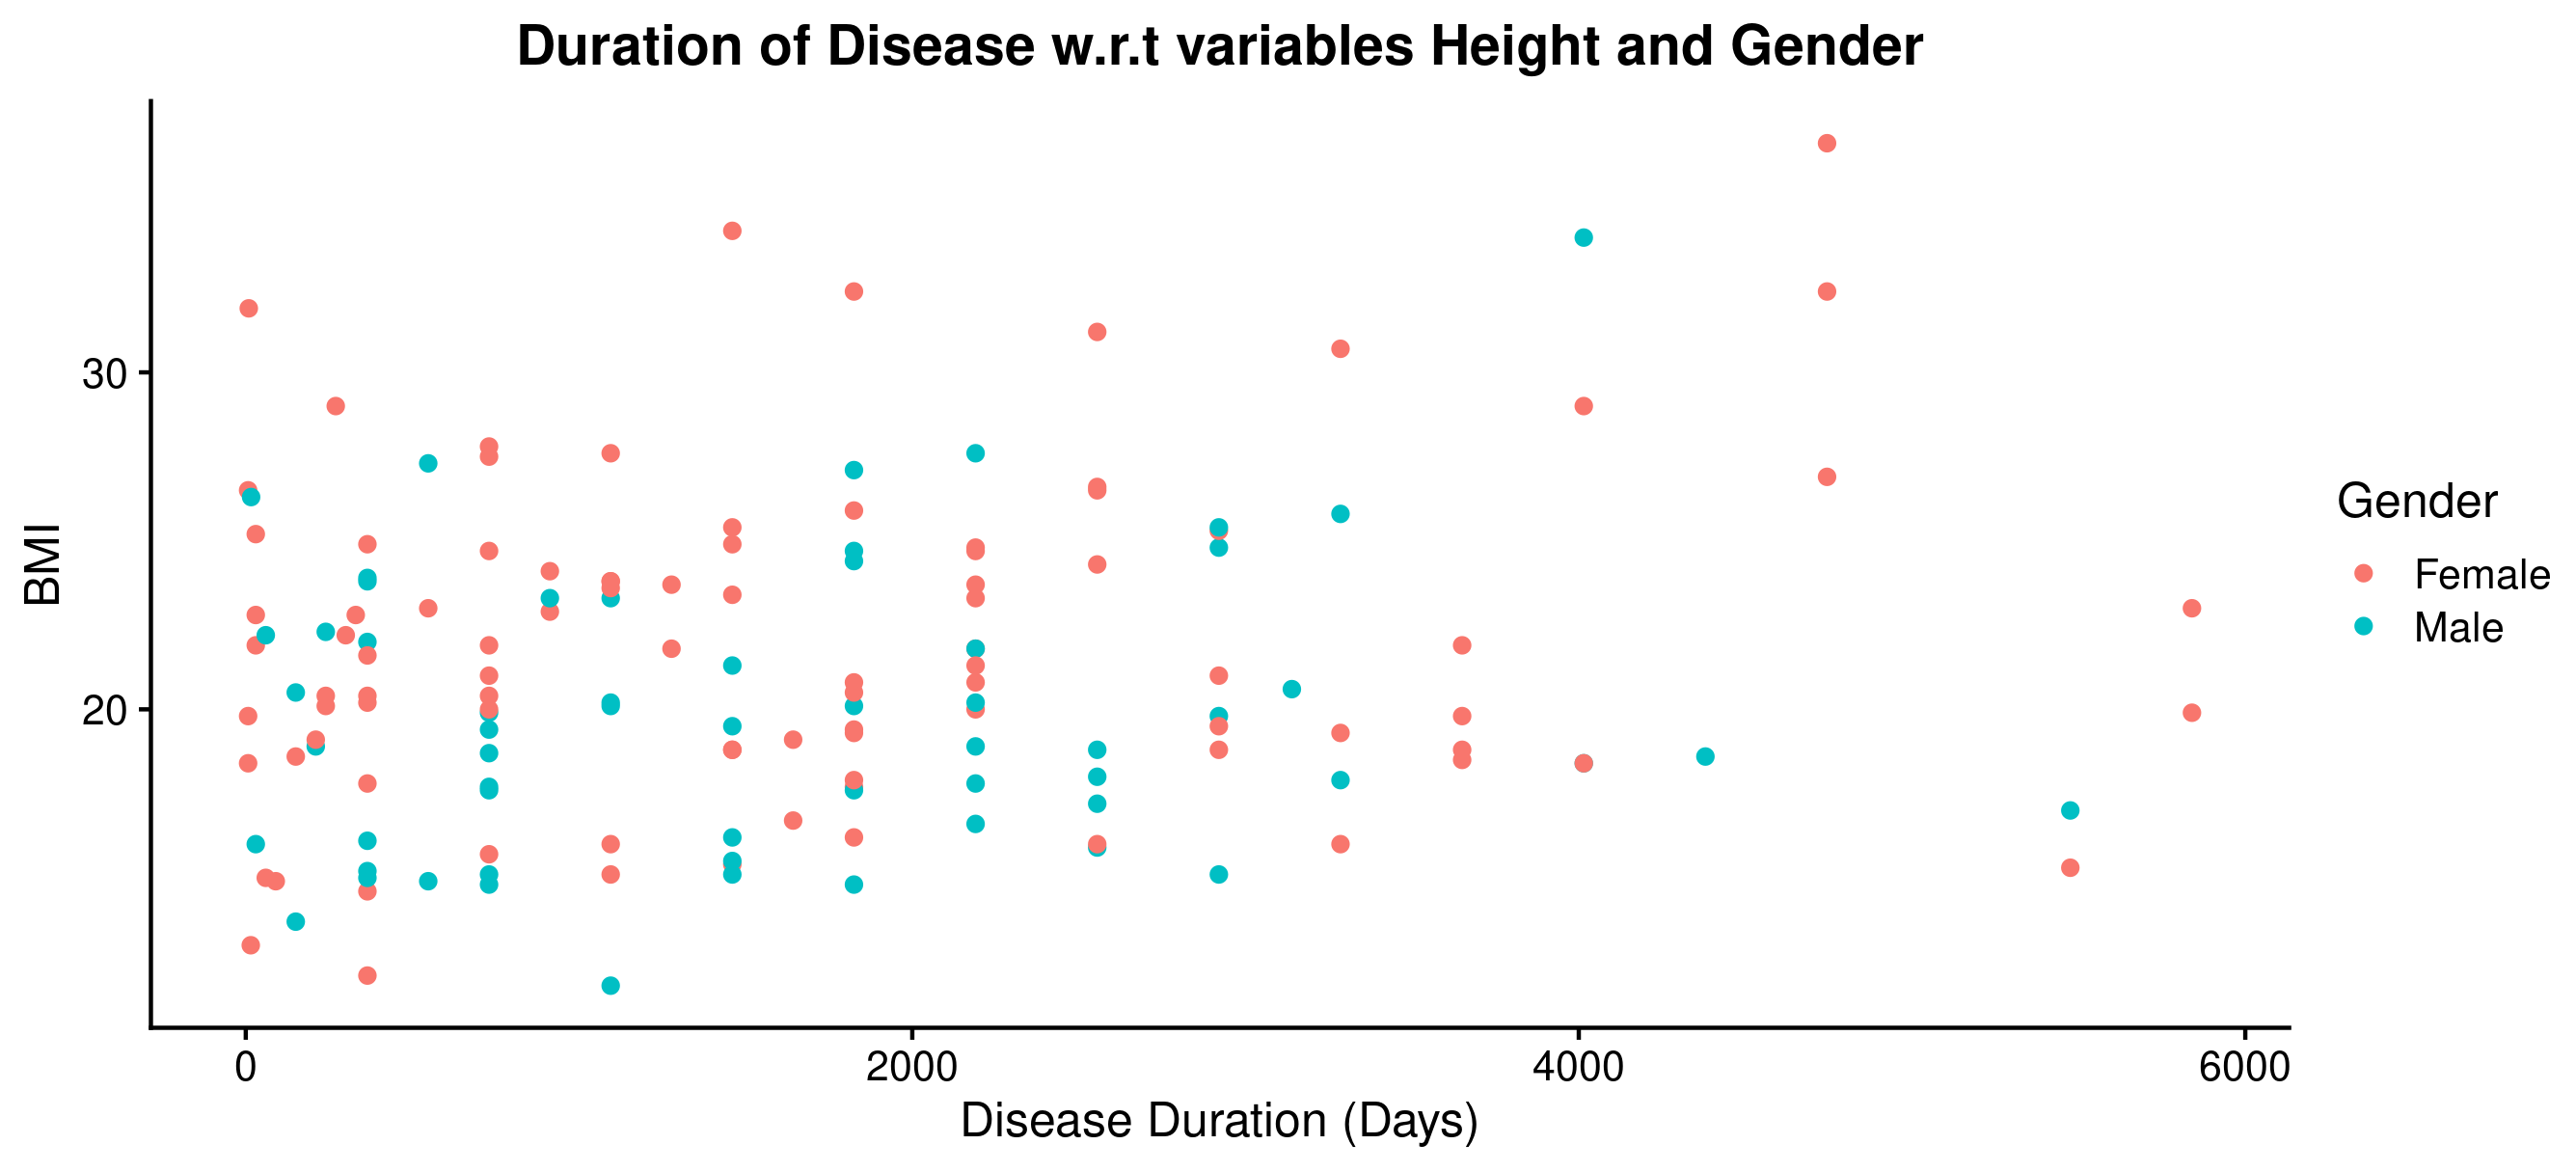 Duration of Disease w.r.t variables Height and Gender
30
20
BMI
0 2000 4000 6000
Disease Duration (Days)
Gender
Female
Male